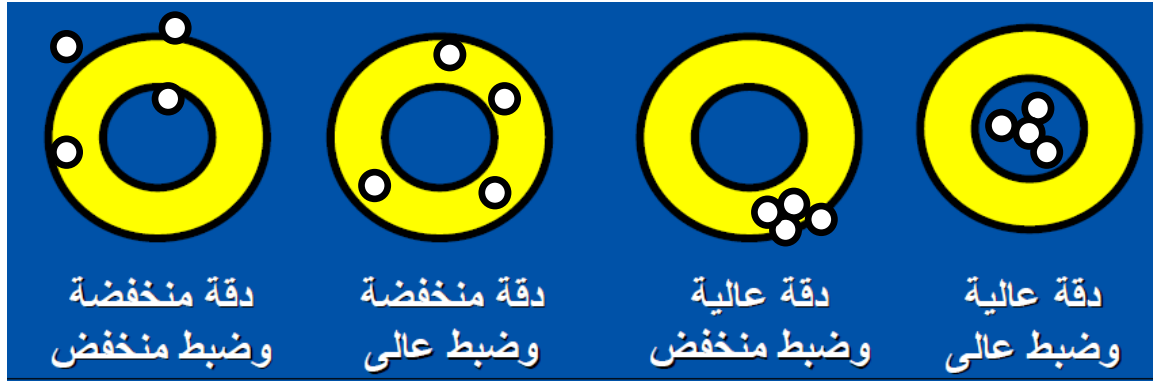 دقة عالية
وضبط عالى
دقة عالية
وضبط منخفض
دقة منخفضة
وضبط عالى
دقة منخفضة
وضبط منخفض